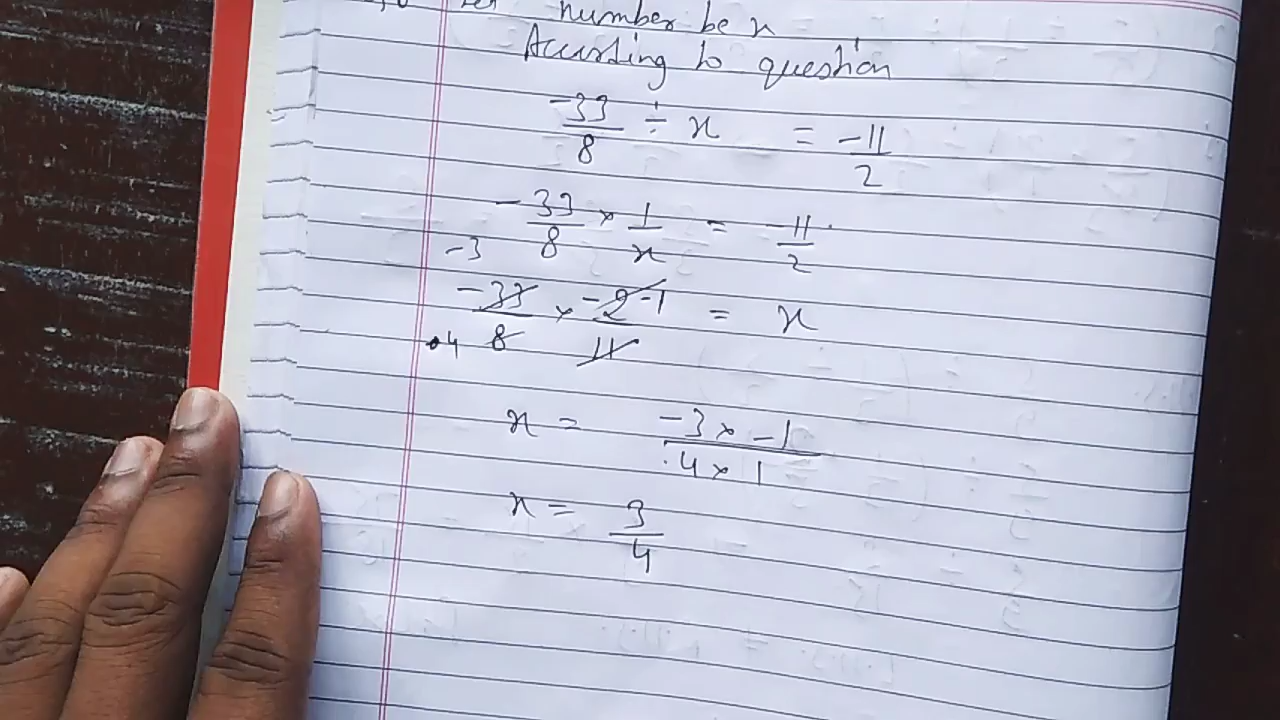 number be x
Accurding to question
-33/8 ÷ x = -11/2
-33/8 × 1/x = -11/2
-3
-33/8 × -2/11 -1 = x
4
x = -3 × -1 / 4 × 1
x = 3/4